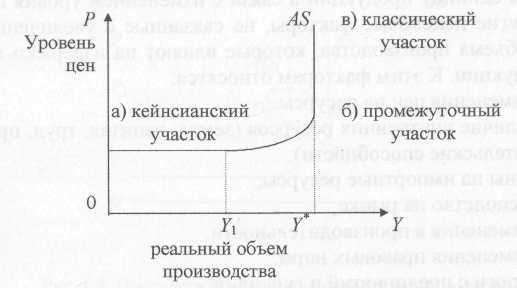 P
Уровень
цен
AS
в) классический
участок
а) кейнсианский
участок
б) промежуточный
участок
0
Y₁
Y*
Y
реальный объем
производства